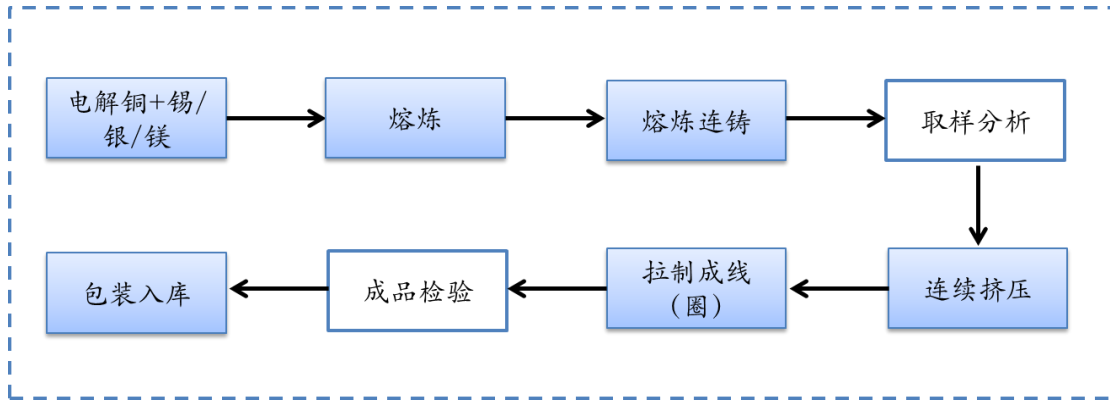 电解铜+锡/
银/镁
熔炼
熔炼连铸
取样分析
连续挤压
拉制成线
（圈）
成品检验
包装入库